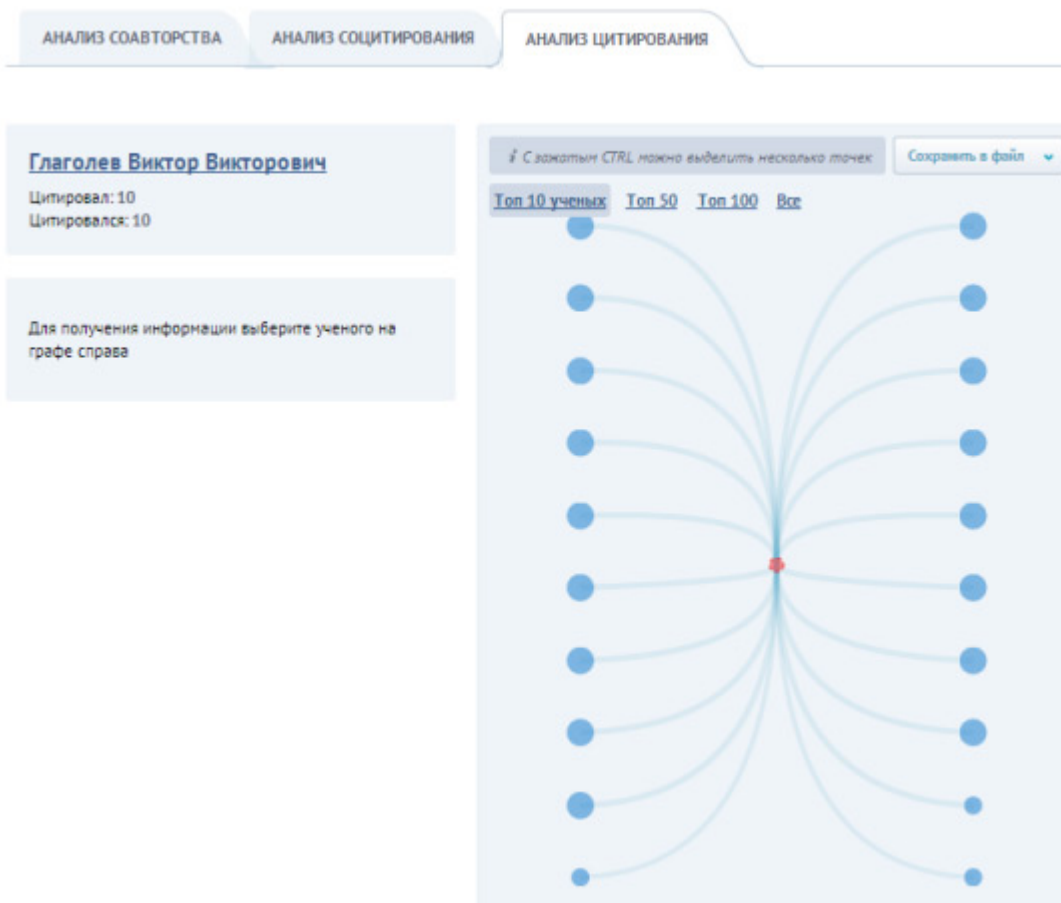 АНАЛИЗ СОАВТОРСТВА
АНАЛИЗ СОЦИТИРОВАНИЯ
АНАЛИЗ ЦИТИРОВАНИЯ
Глаголев Виктор Викторович
Цитировал: 10
Цитировался: 10
Для получения информации выберите ученого на
графе справа
i С зажатым CTRL можно выделить несколько точек
Сохранить в файл
Топ 10 ученых Топ 50 Топ 100 Все